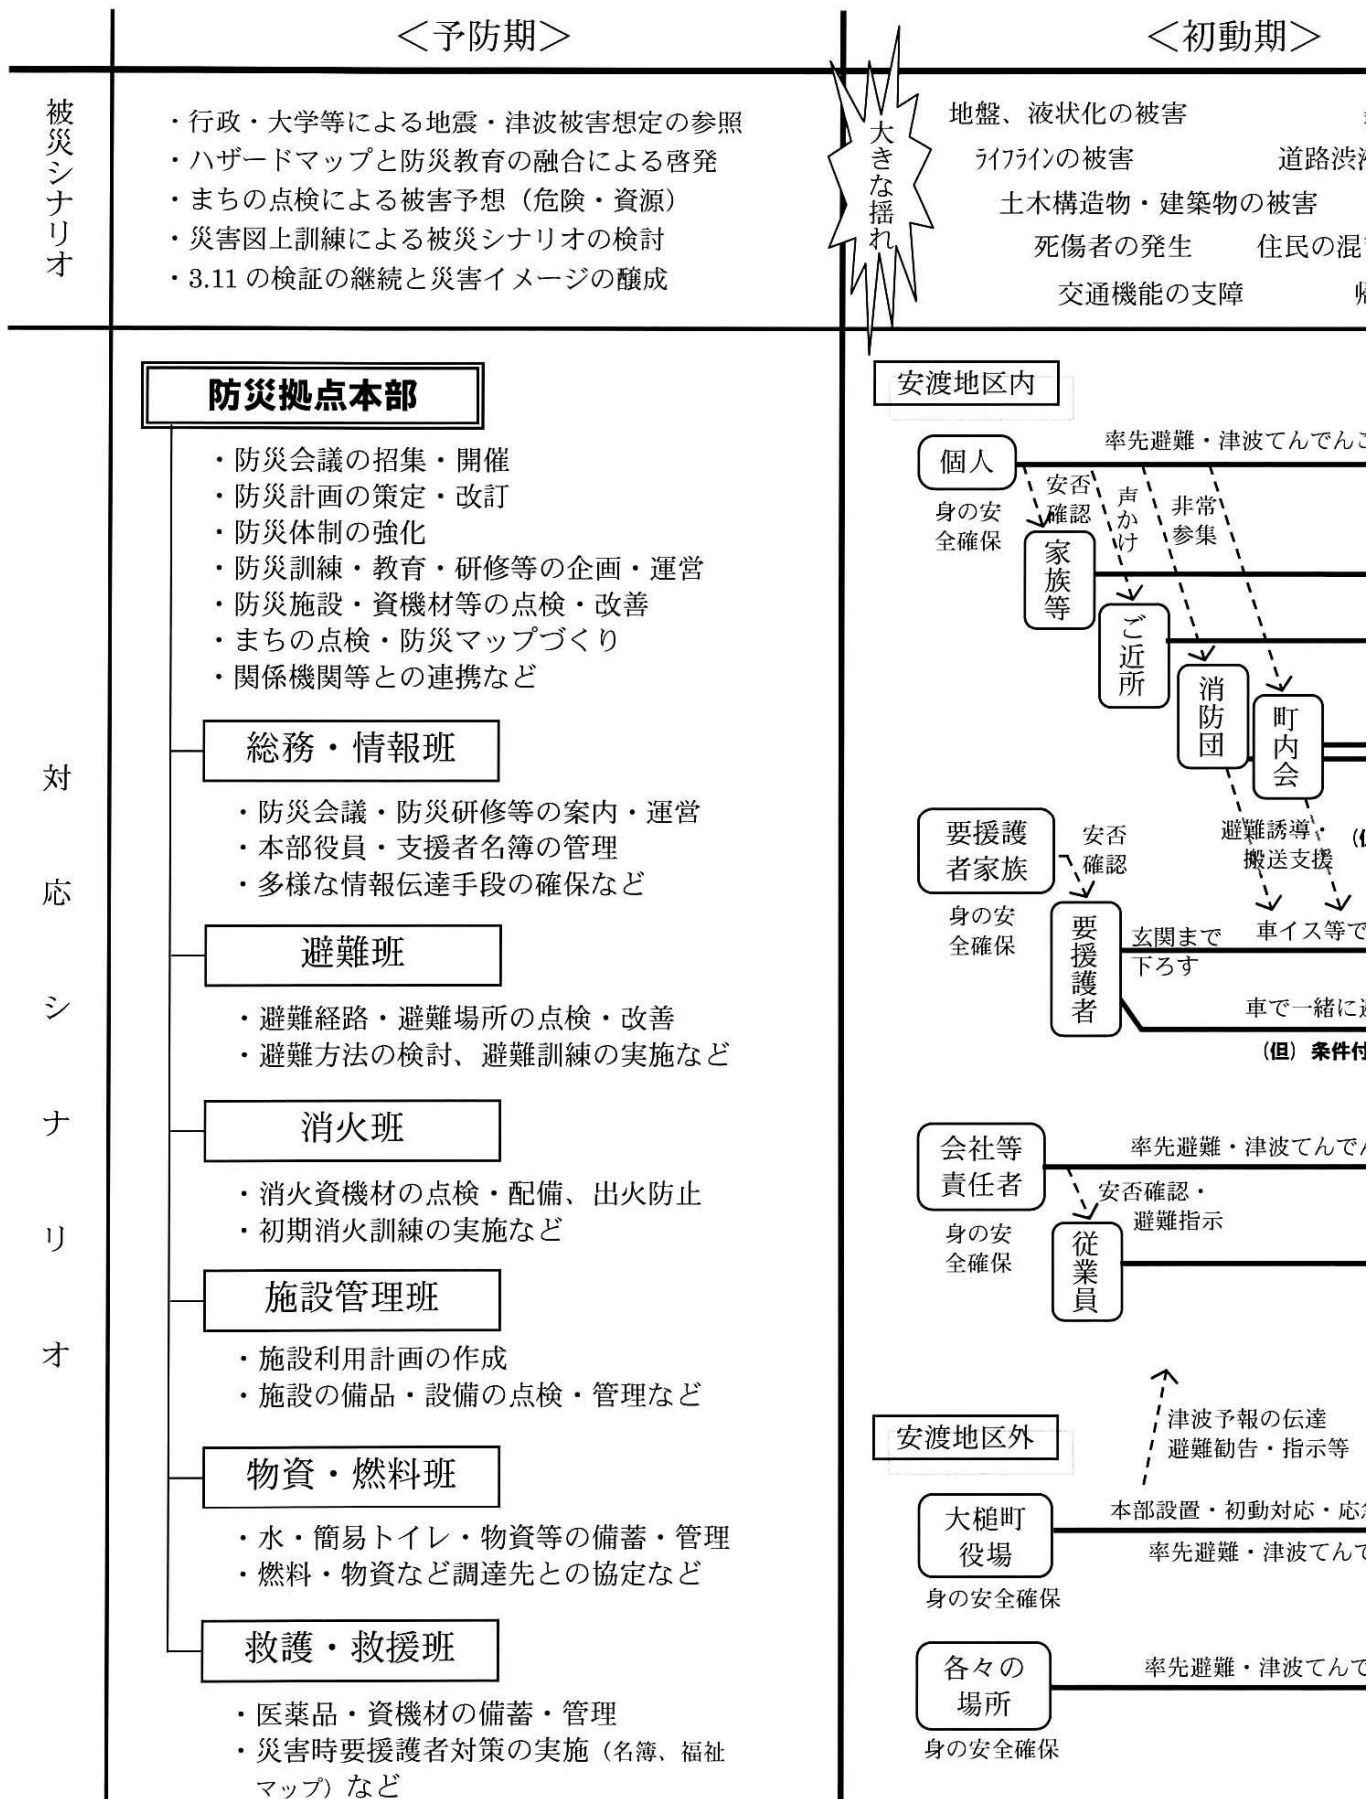 ＜予防期＞
＜初動期＞
被災シナリオ
・行政・大学等による地震・津波被害想定の参照
・ハザードマップと防災教育の融合による啓発
・まちの点検による被害予想（危険・資源）
・災害図上訓練による被災シナリオの検討
・3.11 の検証の継続と災害イメージの醸成
大きな揺れ
地盤、液状化の被害
ﾗｲﾌﾗｲﾝの被害
道路渋
土木構造物・建築物の被害
死傷者の発生
住民の混
交通機能の支障
対応シナリオ
防災拠点本部
・防災会議の招集・開催
・防災計画の策定・改訂
・防災体制の強化
・防災訓練・教育・研修等の企画・運営
・防災施設・資機材等の点検・改善
・まちの点検・防災マップづくり
・関係機関等との連携など
総務・情報班
・防災会議・防災研修等の案内・運営
・本部役員・支援者名簿の管理
・多様な情報伝達手段の確保など
避難班
・避難経路・避難場所の点検・改善
・避難方法の検討、避難訓練の実施など
消火班
・消火資機材の点検・配備、出火防止
・初期消火訓練の実施など
施設管理班
・施設利用計画の作成
・施設の備品・設備の点検・管理など
物資・燃料班
・水・簡易トイレ・物資等の備蓄・管理
・燃料・物資など調達先との協定など
救護・救援班
・医薬品・資機材の備蓄・管理
・災害時要援護者対策の実施（名簿、福祉
マップ）など
安渡地区内
個人
率先避難・津波てんでんこ
身の安
全確保
安否
確認
声かけ
非常
参集
家族等
ご近所
消防団
町内会
要援護
者家族
安否
確認
避難誘導・
搬送支援
身の安
全確保
要援護者
玄関まで
下ろす
車イス等で
車で一緒に
（但）条件付
会社等
責任者
率先避難・津波てんでん
身の安
全確保
安否確認・
避難指示
従業員
津波予報の伝達
避難勧告・指示等
安渡地区外
大槌町
役場
本部設置・初動対応・応
率先避難・津波てんで
身の安全確保
各々の
場所
率先避難・津波てんで
身の安全確保